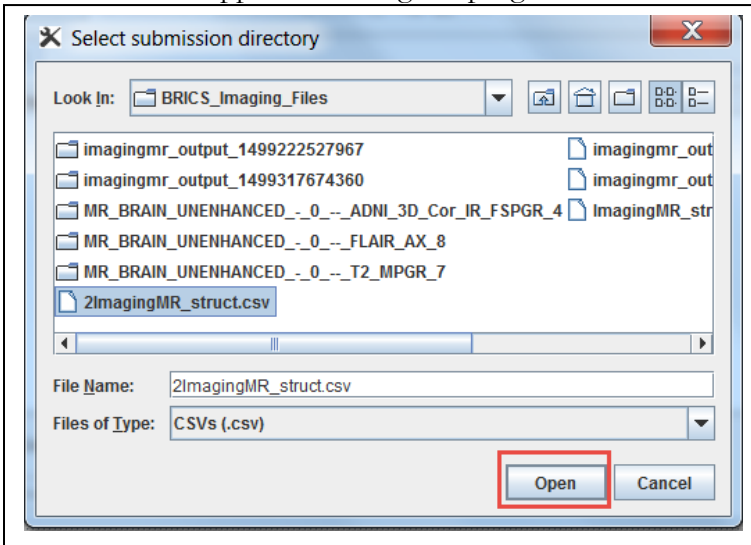 Select submission directory
Look In: BRICS_Imaging_Files
imagingmr_output_1499222527967
imagingmr_out
imagingmr_output_1499317674360
imagingmr_out
MR_BRAIN_UNENHANCED_-_0_--_ADNI_3D_Cor_IR_FSPGR_4
ImagingMR_str
MR_BRAIN_UNENHANCED_-_0_--_FLAIR_AX_8
MR_BRAIN_UNENHANCED_-_0_--_T2_MPGR_7
2ImagingMR_struct.csv
File Name: 2ImagingMR_struct.csv
Files of Type: CSVs (.csv)
Open Cancel